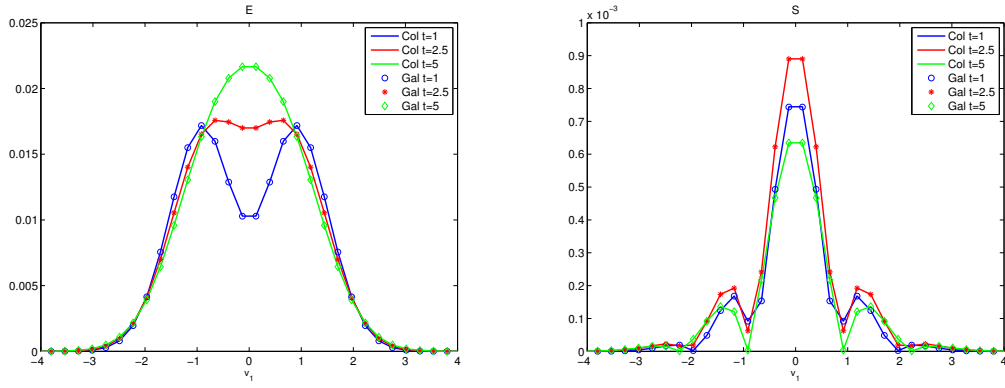 E
0.025
0.02
0.015
0.01
0.005
0
−4 −3 −2 −1 0 1 2 3 4
v1
Col t=1
Col t=2.5
Col t=5
Gal t=1
Gal t=2.5
Gal t=5
S
x 10−3
1
0.9
0.8
0.7
0.6
0.5
0.4
0.3
0.2
0.1
0
−4 −3 −2 −1 0 1 2 3 4
v1
Col t=1
Col t=2.5
Col t=5
Gal t=1
Gal t=2.5
Gal t=5